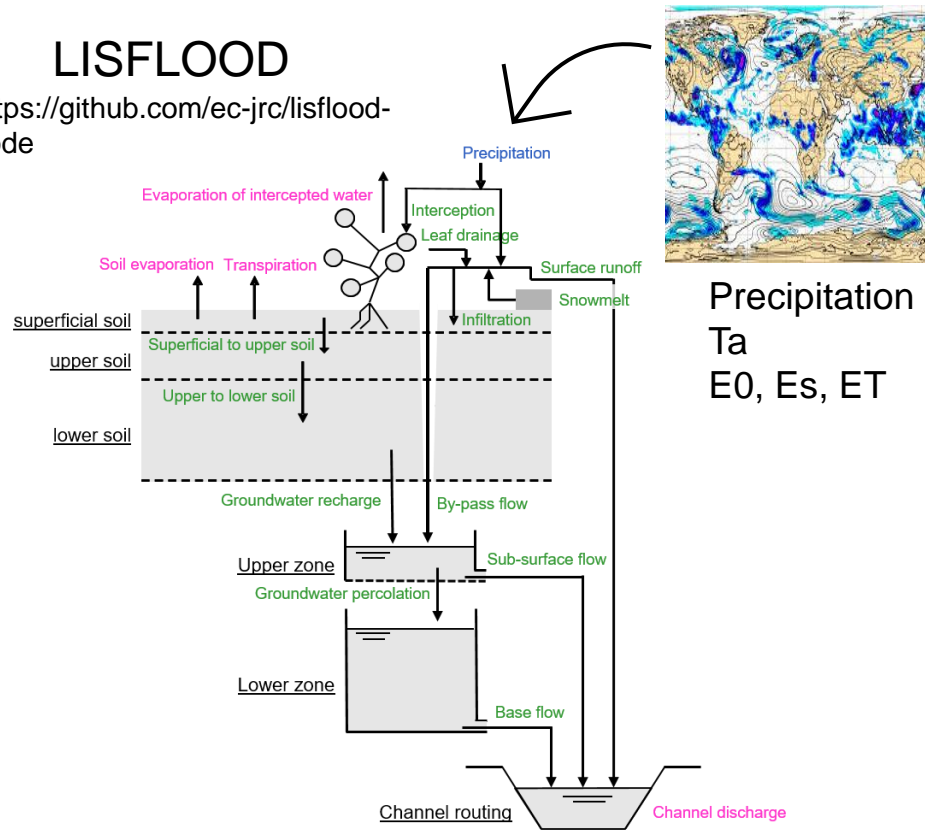 LISFLOOD
tps://github.com/ec-jrc/lisflood-
ode
Precipitation
Evaporation of intercepted water
Interception
Leaf drainage
Soil evaporation
Transpiration
Surface runoff
Snowmelt
superficial soil
Infiltration
Superficial to upper soil
upper soil
Upper to lower soil
lower soil
Groundwater recharge
By-pass flow
Upper zone
Sub-surface flow
Groundwater percolation
Lower zone
Base flow
Channel routing
Channel discharge
Precipitation
Ta
E0, Es, ET